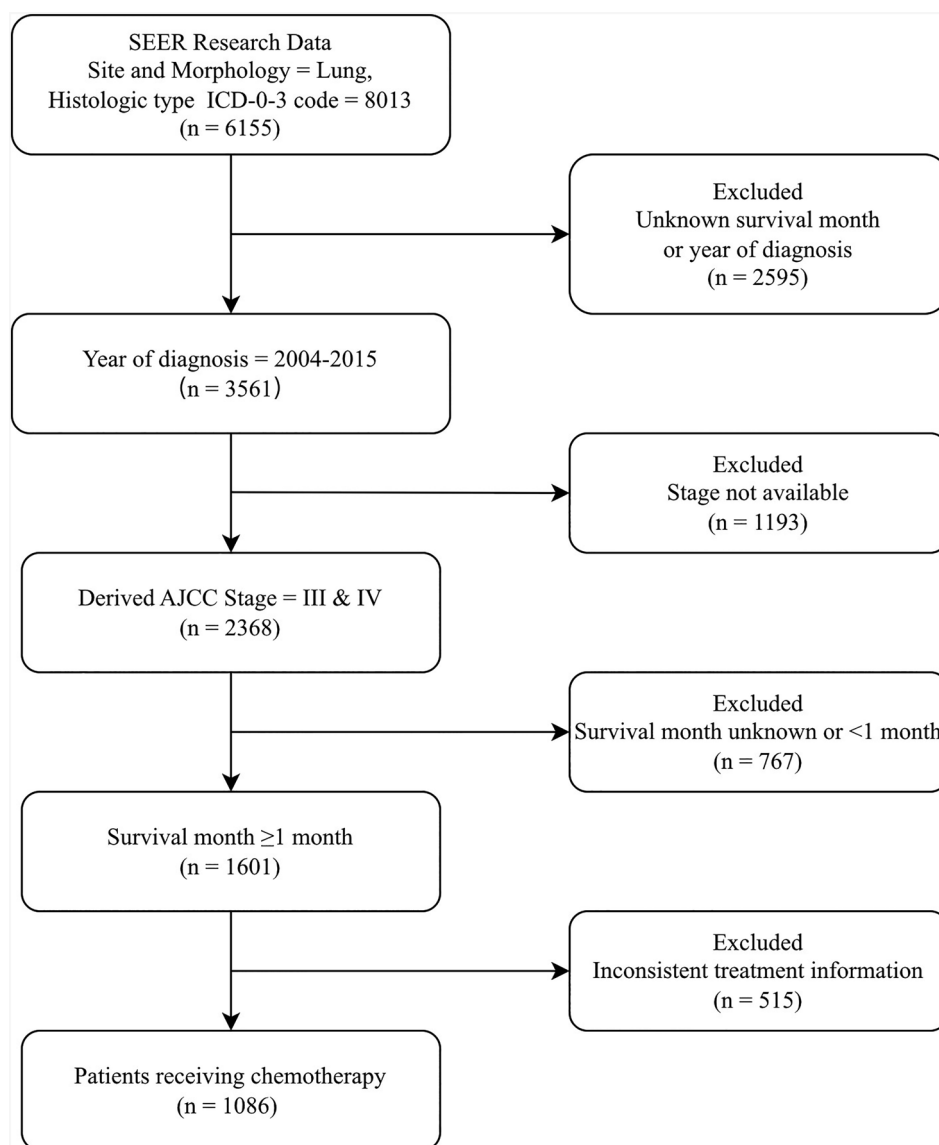 SEER Research Data
Site and Morphology = Lung,
Histologic type ICD-0-3 code = 8013
(n = 6155)
Excluded
Unknown survival month
or year of diagnosis
(n = 2595)
Year of diagnosis = 2004-2015
(n = 3561)
Excluded
Stage not available
(n = 1193)
Derived AJCC Stage = III & IV
(n = 2368)
Excluded
Survival month unknown or <1 month
(n = 767)
Survival month ≥1 month
(n = 1601)
Excluded
Inconsistent treatment information
(n = 515)
Patients receiving chemotherapy
(n = 1086)